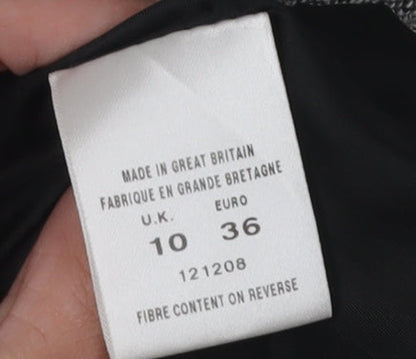 MADE IN GREAT BRITAIN
FABRIQUE EN GRANDE BRETAGNE
U.K. EURO
10 36
121208
FIBRE CONTENT ON REVERSE